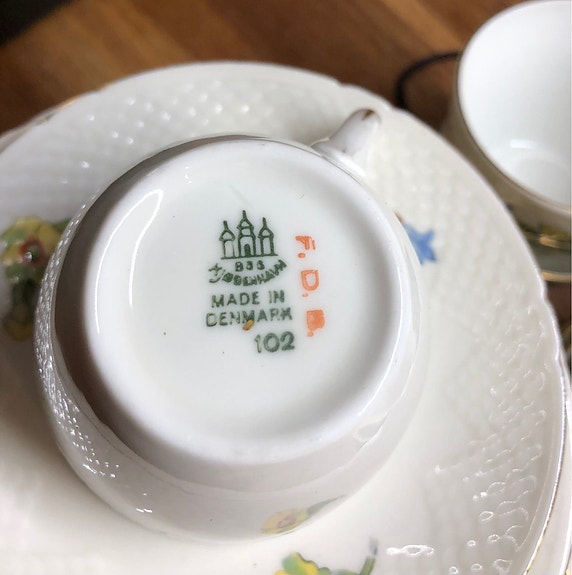 B&G
KJØBENHAVN
MADE IN
DENMARK
102
F.D.B.